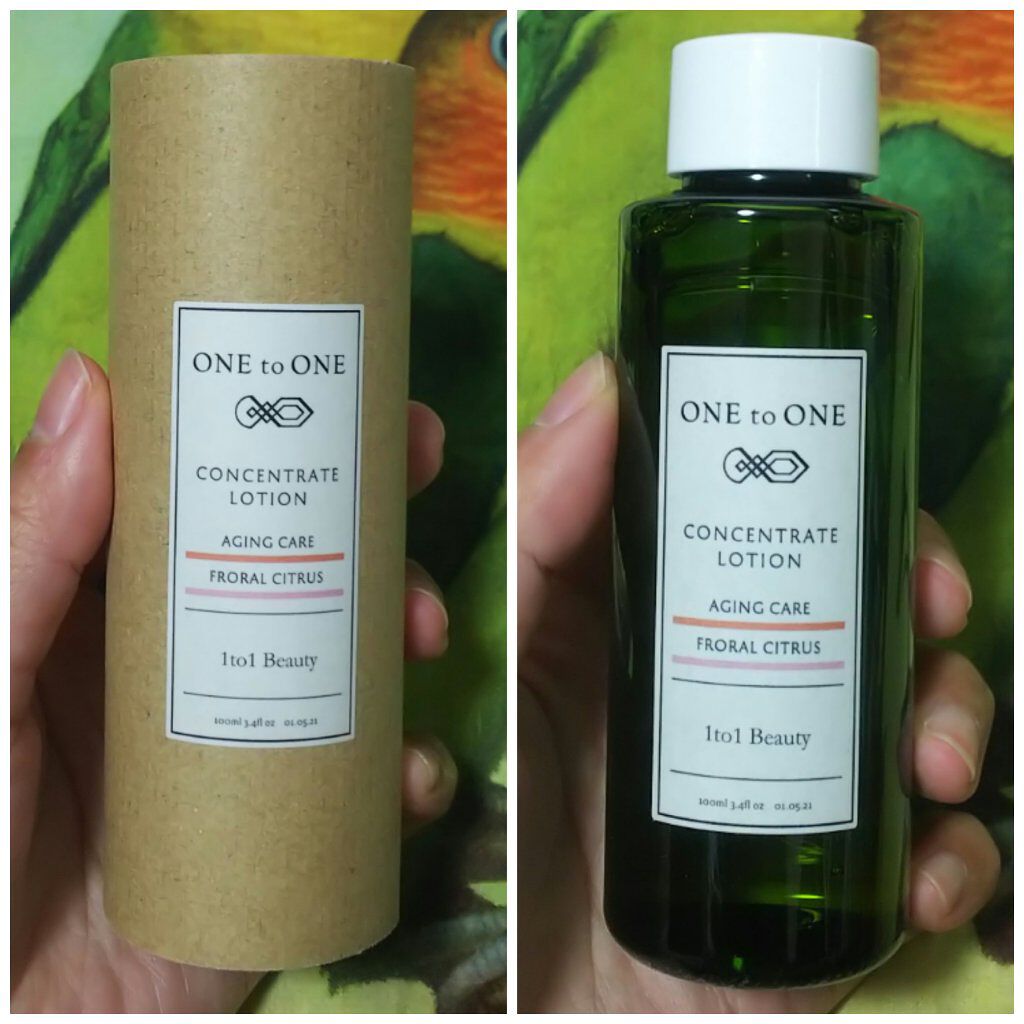 ONE to ONE
CONCENTRATE
LOTION
AGING CARE
FRORAL CITRUS
1to1 Beauty
100ml 3.4fl oz 01.05.21
ONE to ONE
CONCENTRATE
LOTION
AGING CARE
FRORAL CITRUS
1to1 Beauty
100ml 3.4fl oz 01.05.21